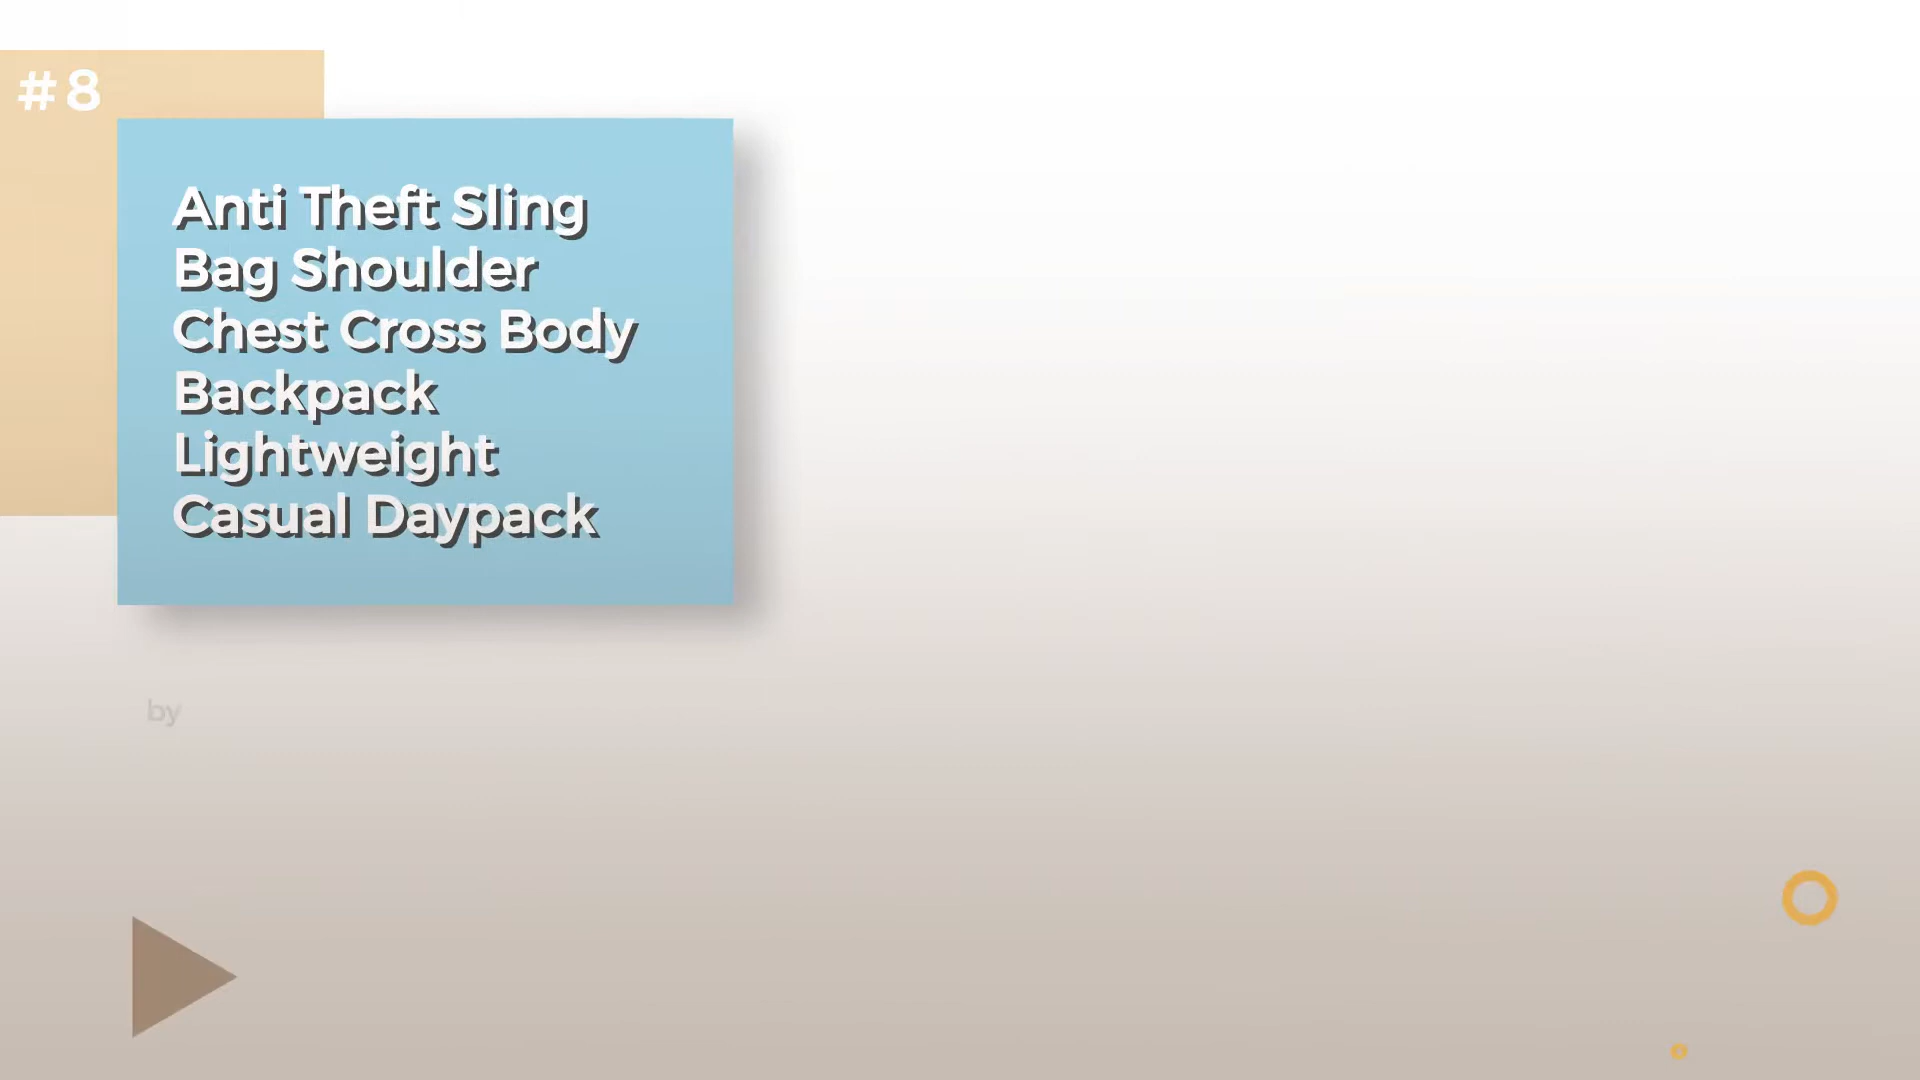 #8
Anti Theft Sling
Bag Shoulder
Chest Cross Body
Backpack
Lightweight
Casual Daypack
by